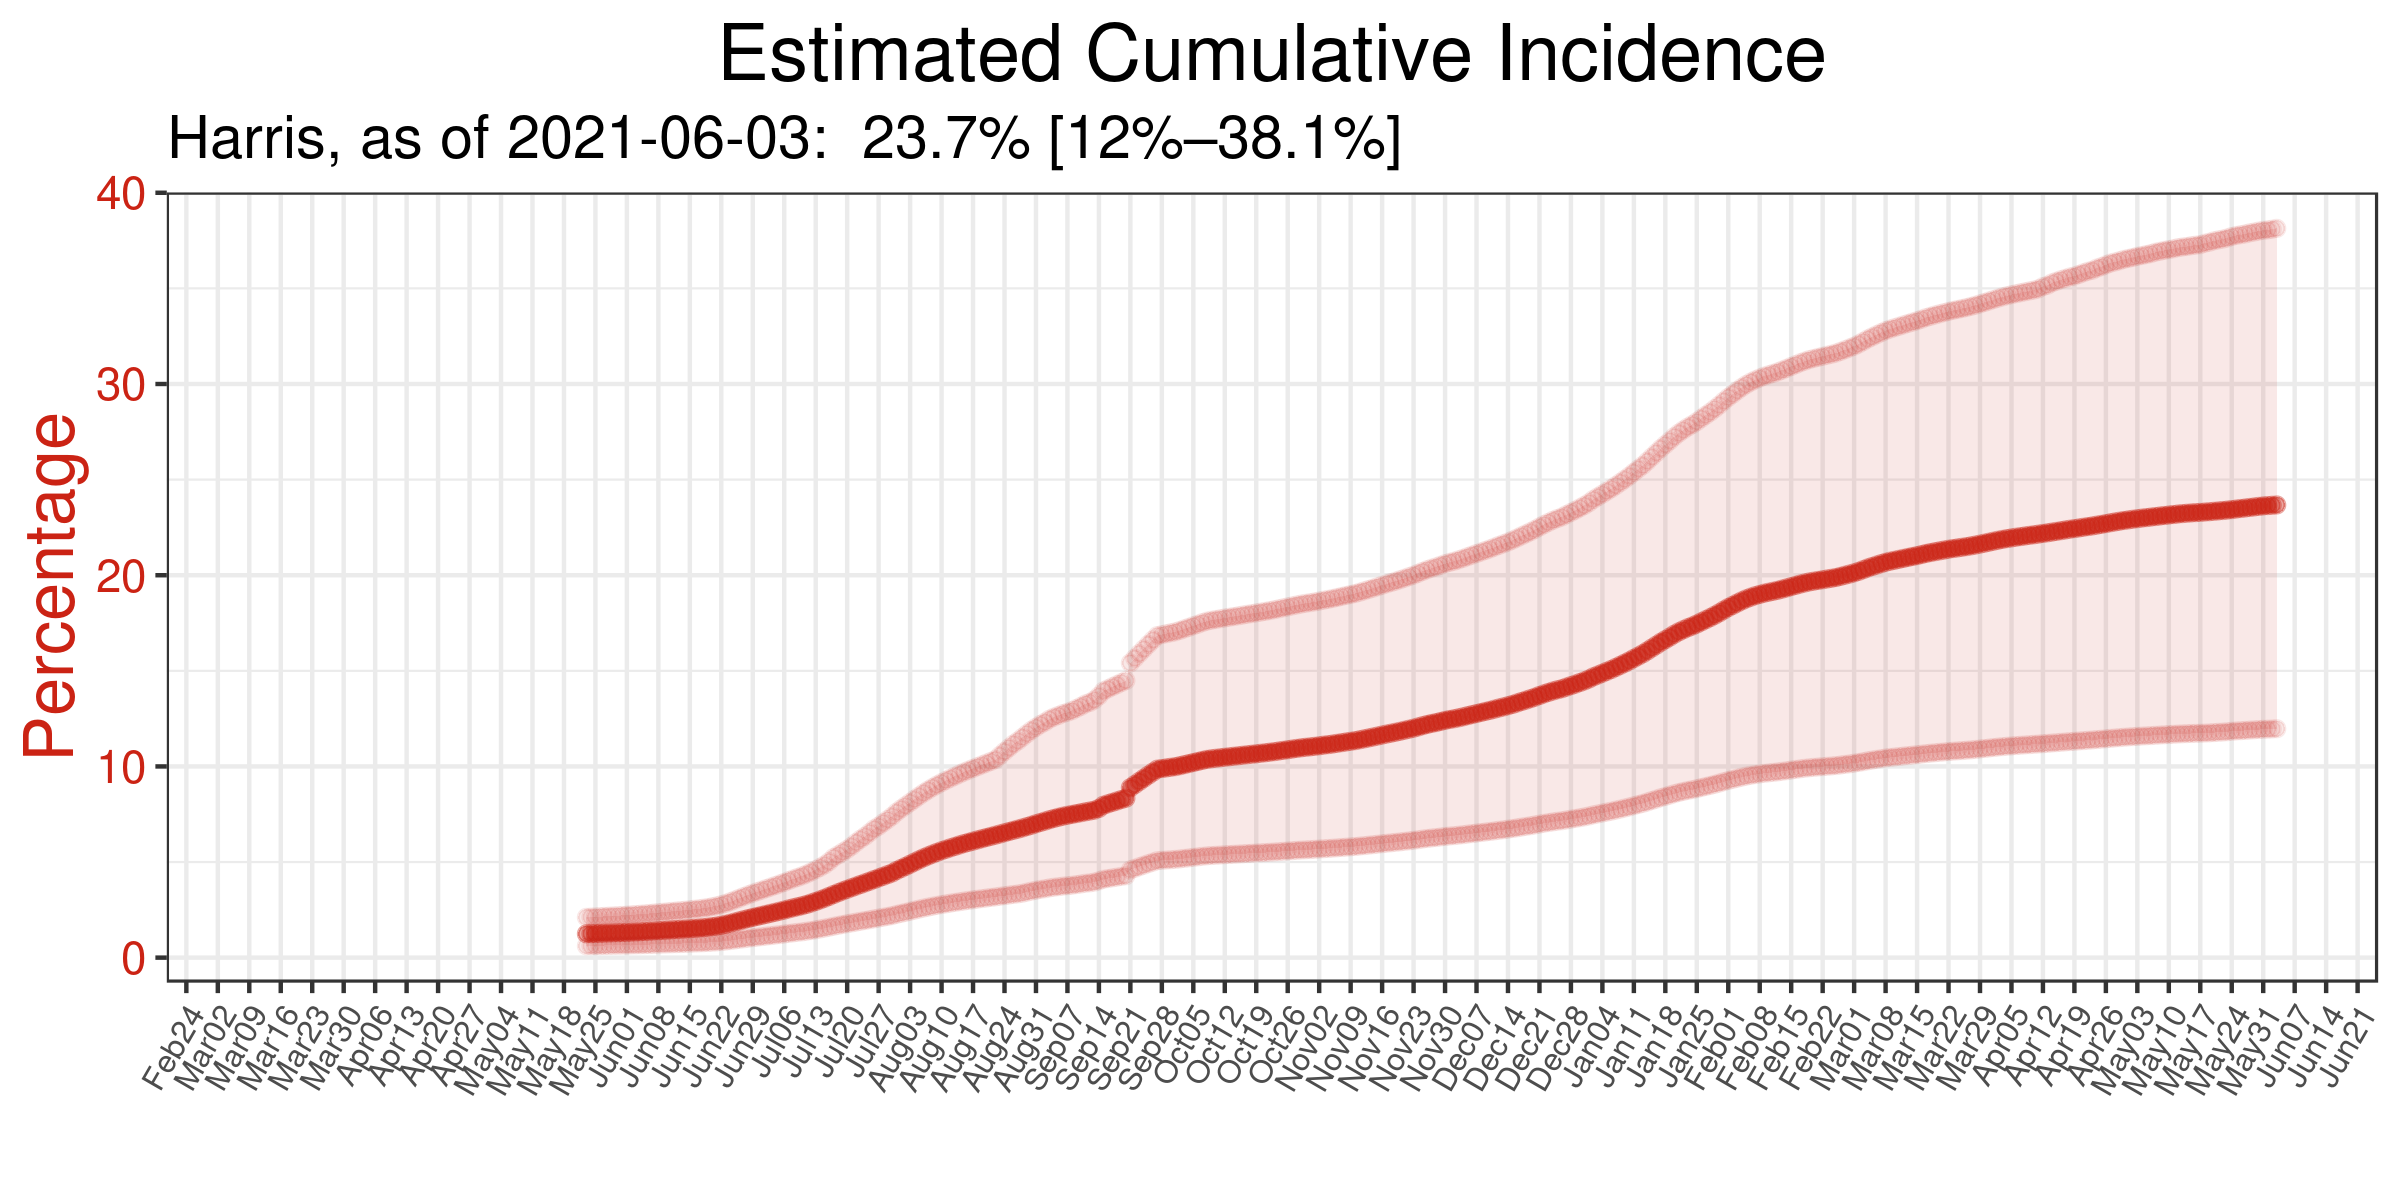 Estimated Cumulative Incidence
Harris, as of 2021-06-03: 23.7% [12%–38.1%]
Percentage
40
30
20
10
0
Feb24
Mar02
Mar09
Mar16
Mar23
Mar30
Apr06
Apr13
Apr20
Apr27
May04
May11
May18
May25
Jun01
Jun08
Jun15
Jun22
Jun29
Jul06
Jul13
Jul20
Jul27
Aug03
Aug10
Aug17
Aug24
Aug31
Sep07
Sep14
Sep21
Sep28
Oct05
Oct12
Oct19
Oct26
Nov02
Nov09
Nov16
Nov23
Nov30
Dec07
Dec14
Dec21
Dec28
Jan04
Jan11
Jan18
Jan25
Feb01
Feb08
Feb15
Feb22
Mar01
Mar08
Mar15
Mar22
Mar29
Apr05
Apr12
Apr19
Apr26
May03
May10
May17
May24
May31
Jun07
Jun14
Jun21